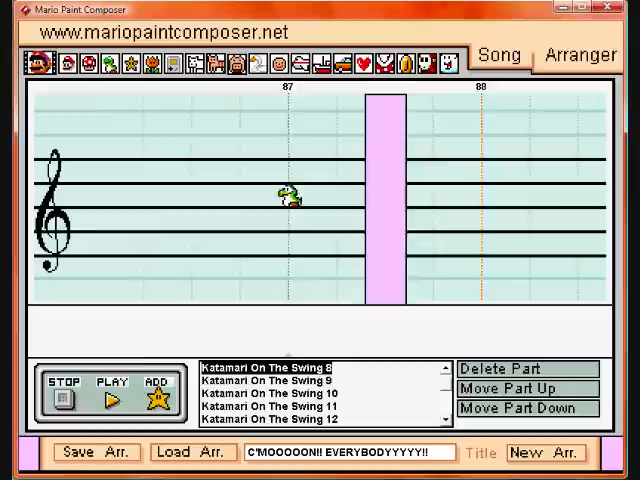 Mario Paint Composer
www.mariopaintcomposer.net
Song
Arranger
87
88
STOP
PLAY
ADD
Katamari On The Swing 8
Katamari On The Swing 9
Katamari On The Swing 10
Katamari On The Swing 11
Katamari On The Swing 12
Delete Part
Move Part Up
Move Part Down
Save Arr.
Load Arr.
C'MOOOOON!! EVERYBODYYYYY!!
Title
New Arr.